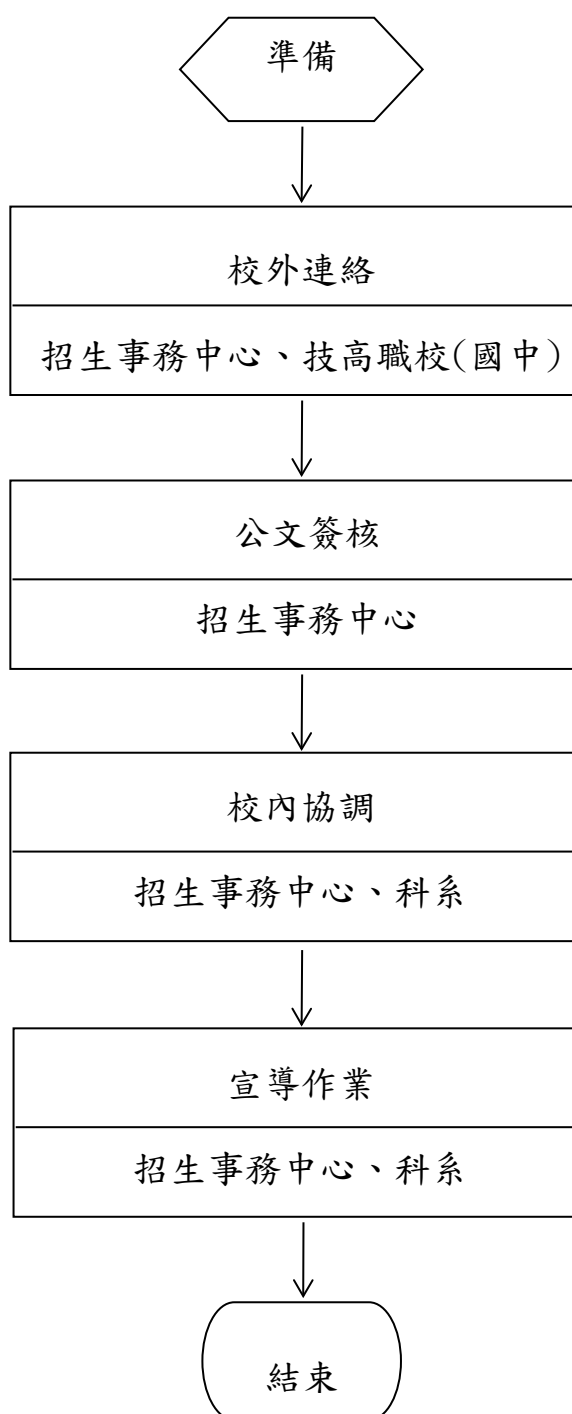 準備
校外連絡
招生事務中心、技高職校(國中)
公文簽核
招生事務中心
校內協調
招生事務中心、科系
宣導作業
招生事務中心、科系
結束